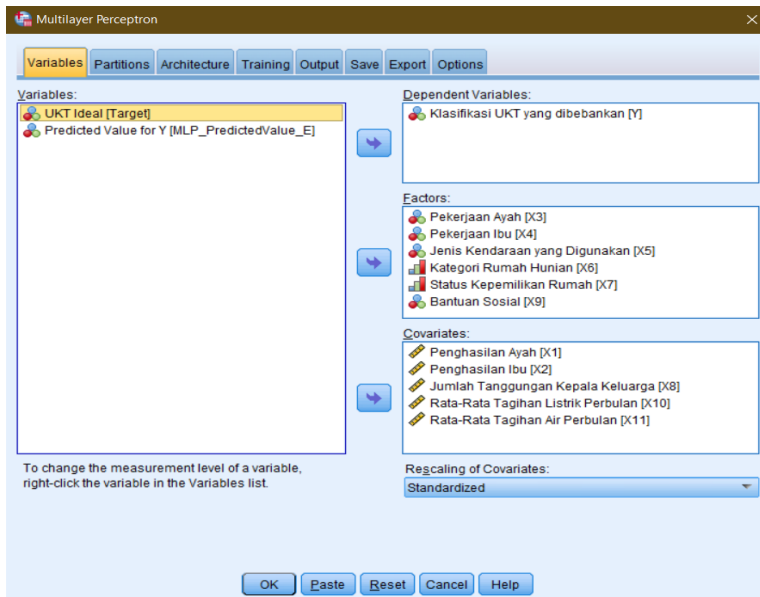 Multilayer Perceptron
Variables Partitions Architecture Training Output Save Export Options
Variables:
UKT Ideal [Target]
Predicted Value for Y [MLP_PredictedValue_E]
To change the measurement level of a variable,
right-click the variable in the Variables list.
Dependent Variables:
Klasifikasi UKT yang dibebankan [Y]
Factors:
Pekerjaan Ayah [X3]
Pekerjaan Ibu [X4]
Jenis Kendaraan yang Digunakan [X5]
Kategori Rumah Hunian [X6]
Status Kepemilikan Rumah [X7]
Bantuan Sosial [X9]
Covariates:
Penghasilan Ayah [X1]
Penghasilan Ibu [X2]
Jumlah Tanggungan Kepala Keluarga [X8]
Rata-Rata Tagihan Listrik Perbulan [X10]
Rata-Rata Tagihan Air Perbulan [X11]
Rescaling of Covariates:
Standardized
OK Paste Reset Cancel Help